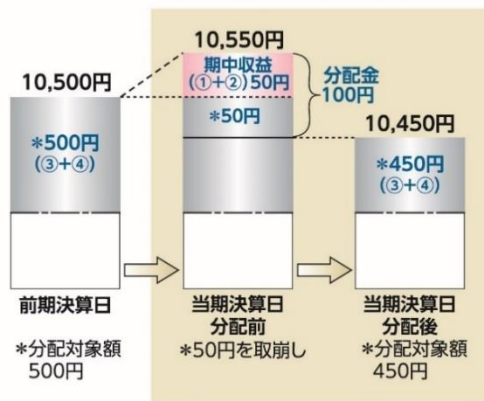 10,500円
*500円
(③+④)
前期決算日
*分配対象額
500円
10,550円
期中収益
(①+②)50円
*50円
分配金
100円
当期決算日
分配前
*50円を取崩し
10,450円
*450円
(③+④)
当期決算日
分配後
*分配対象額
450円